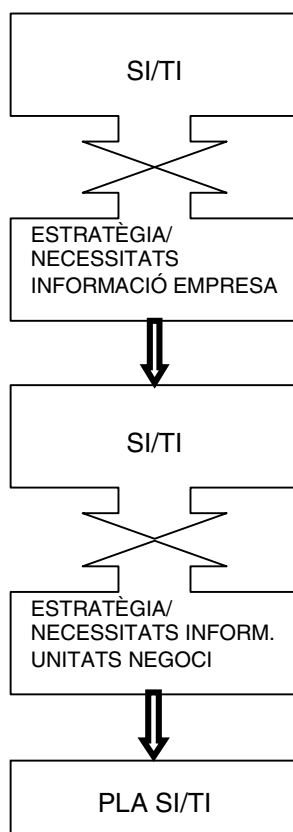 SI/TI
ESTRATÈGIA/
NECESSITATS
INFORMACIÓ EMPRESA
SI/TI
ESTRATÈGIA/
NECESSITATS INFORM.
UNITATS NEGOCI
PLA SI/TI